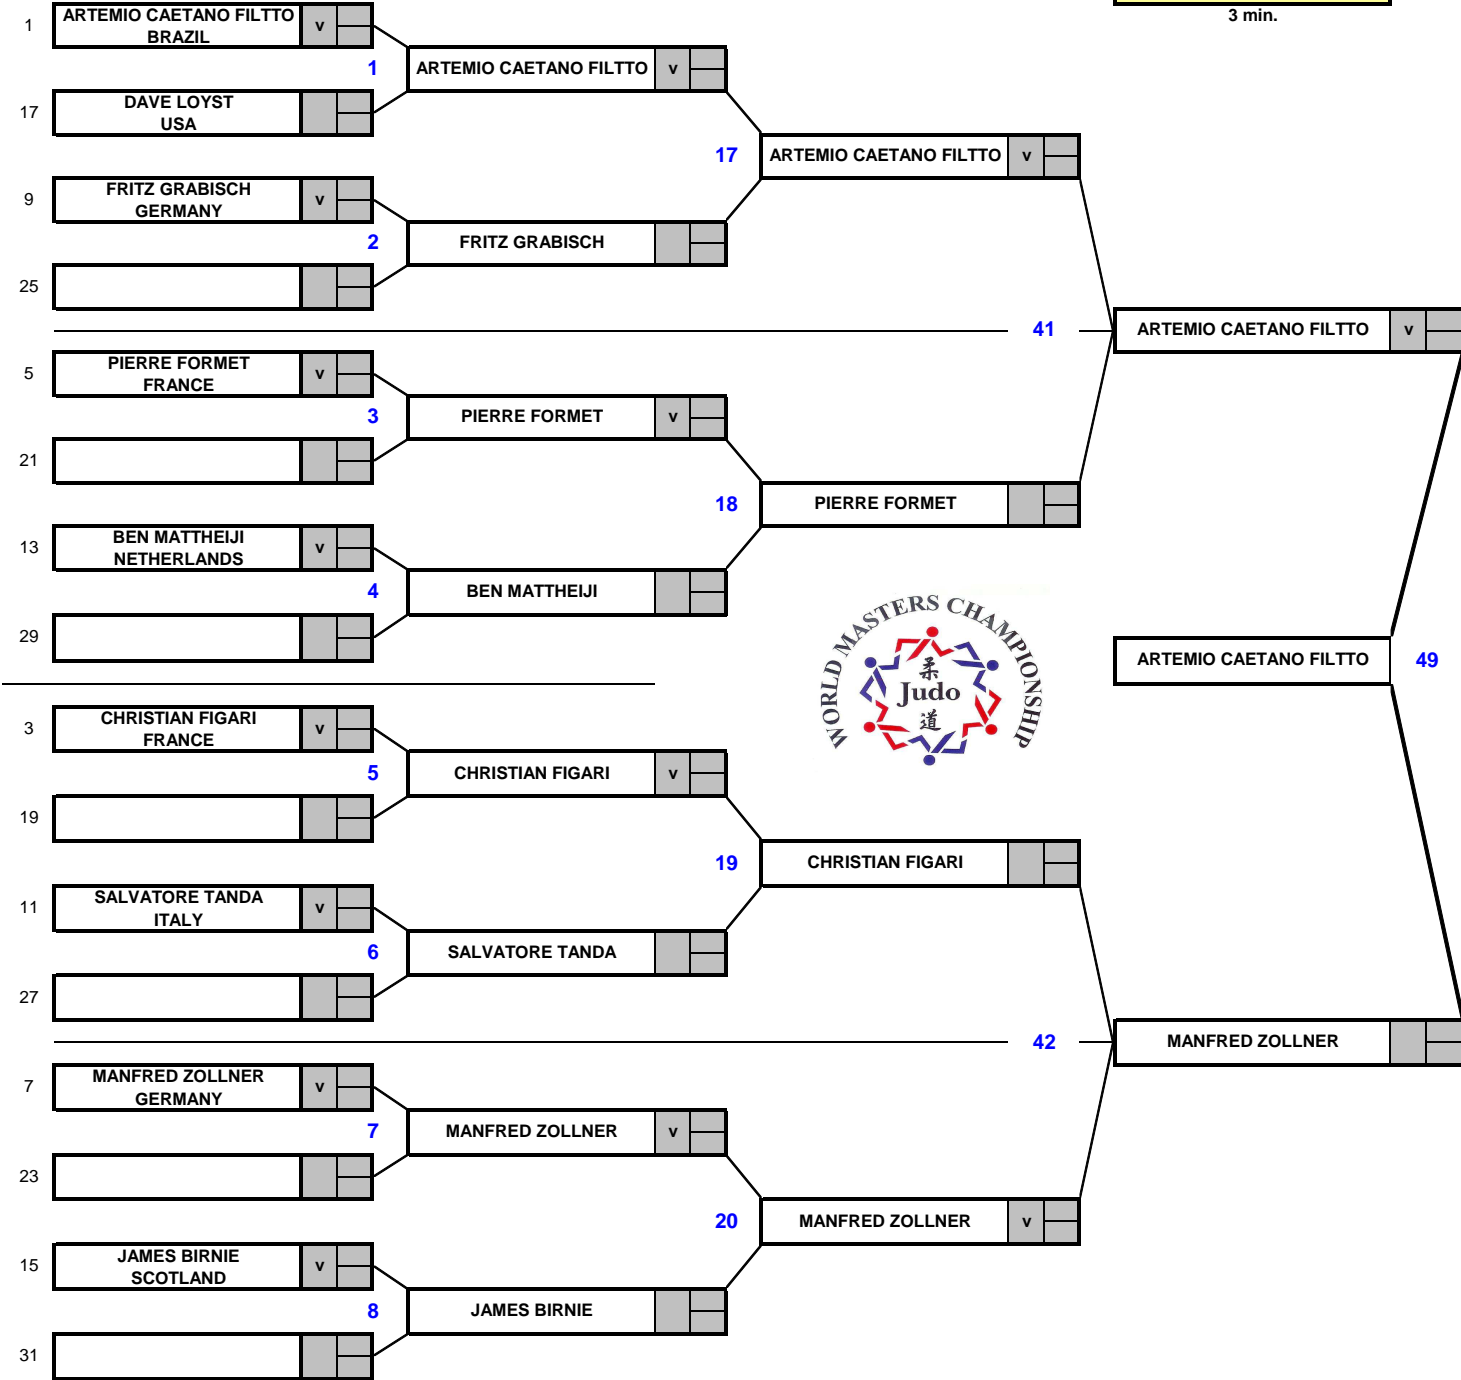 3 min.
1
ARTEMIO CAETANO FILTTO
BRAZIL
v
1
ARTEMIO CAETANO FILTTO
v
17
DAVE LOYST
USA
17
ARTEMIO CAETANO FILTTO
v
9
FRITZ GRABISCH
GERMANY
v
2
FRITZ GRABISCH
25
41
ARTEMIO CAETANO FILTTO
v
5
PIERRE FORMET
FRANCE
v
3
PIERRE FORMET
v
21
18
PIERRE FORMET
13
BEN MATTHEIJI
NETHERLANDS
v
4
BEN MATTHEIJI
29
WORLD MASTERS CHAMPIONSHIP
柔
Judo
道
ARTEMIO CAETANO FILTTO
49
3
CHRISTIAN FIGARI
FRANCE
v
5
CHRISTIAN FIGARI
v
19
19
CHRISTIAN FIGARI
11
SALVATORE TANDA
ITALY
v
6
SALVATORE TANDA
27
42
MANFRED ZOLLNER
7
MANFRED ZOLLNER
GERMANY
v
7
MANFRED ZOLLNER
v
23
20
MANFRED ZOLLNER
v
15
JAMES BIRNIE
SCOTLAND
v
8
JAMES BIRNIE
31